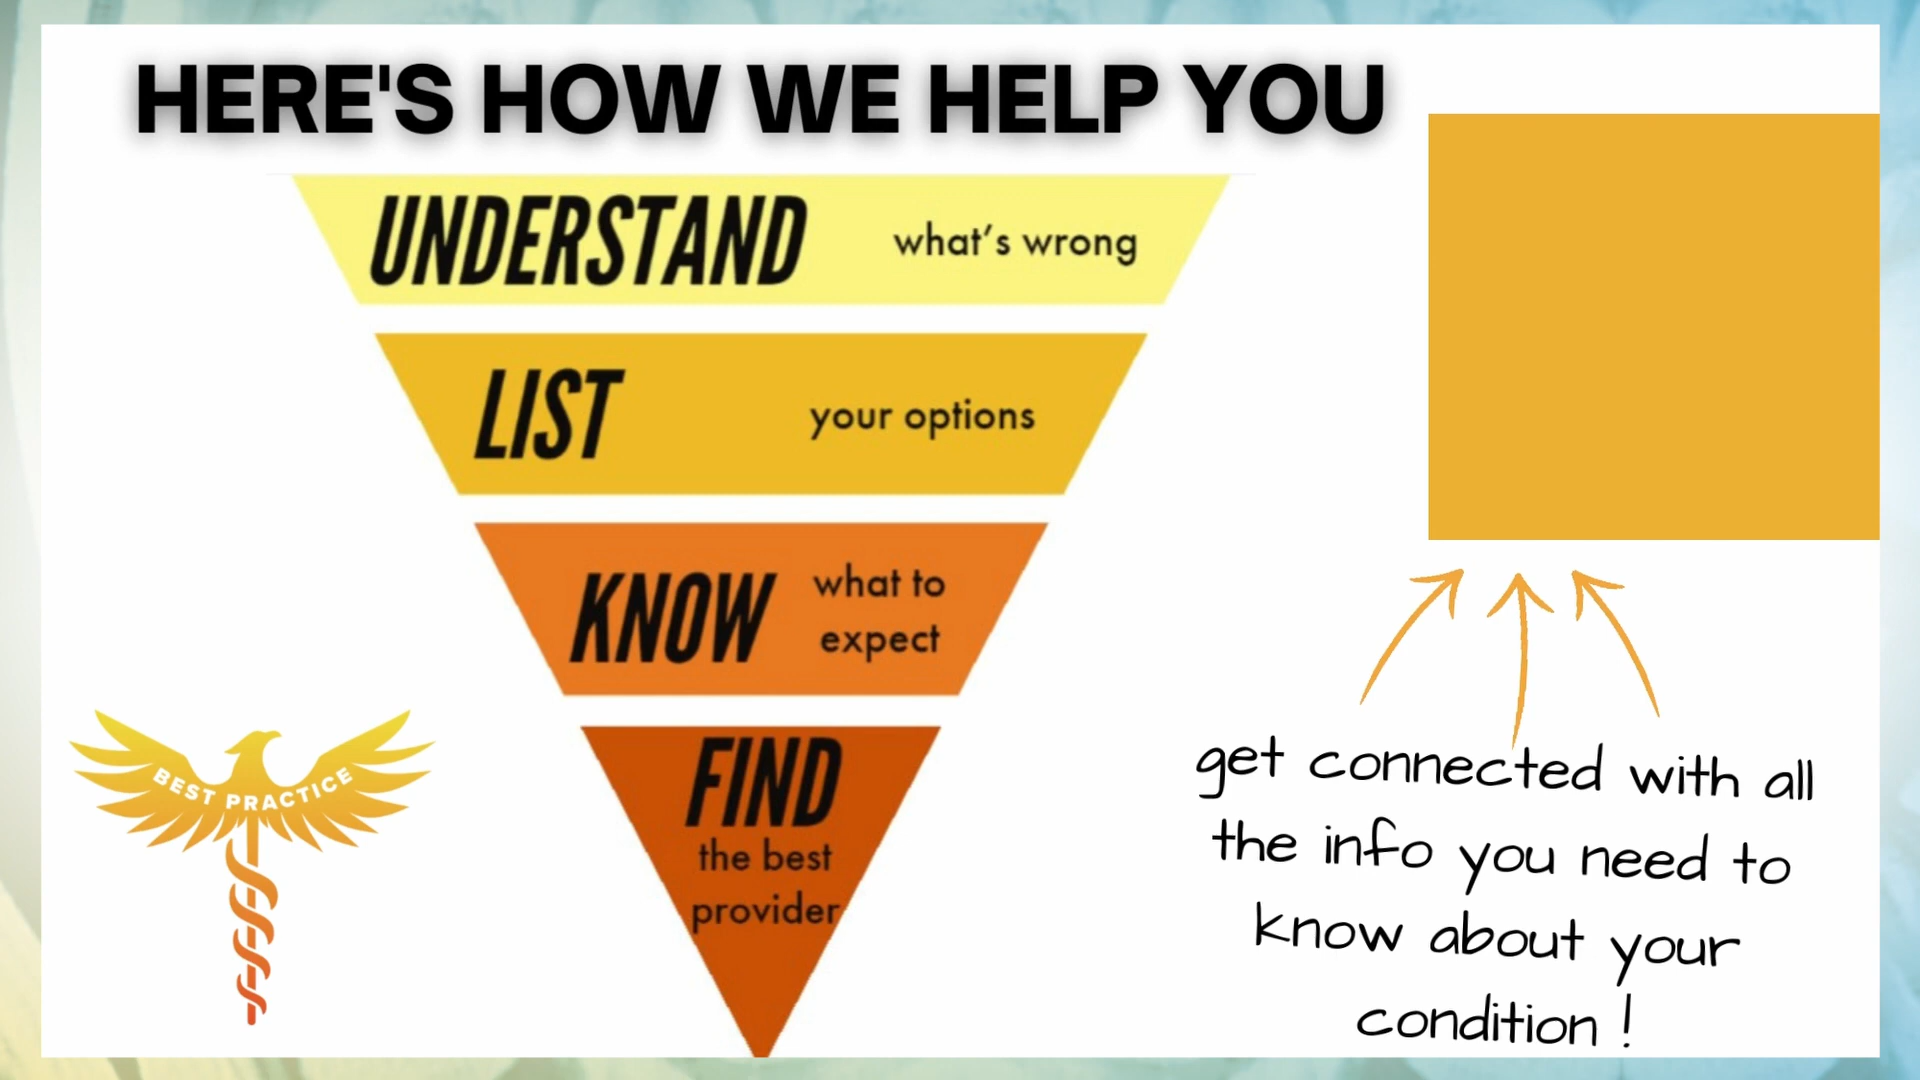 HERE'S HOW WE HELP YOU
UNDERSTAND what's wrong
LIST your options
KNOW what to
expect
FIND
the best
provider
BEST PRACTICE
get connected with all
the info you need to
know about your
condition !